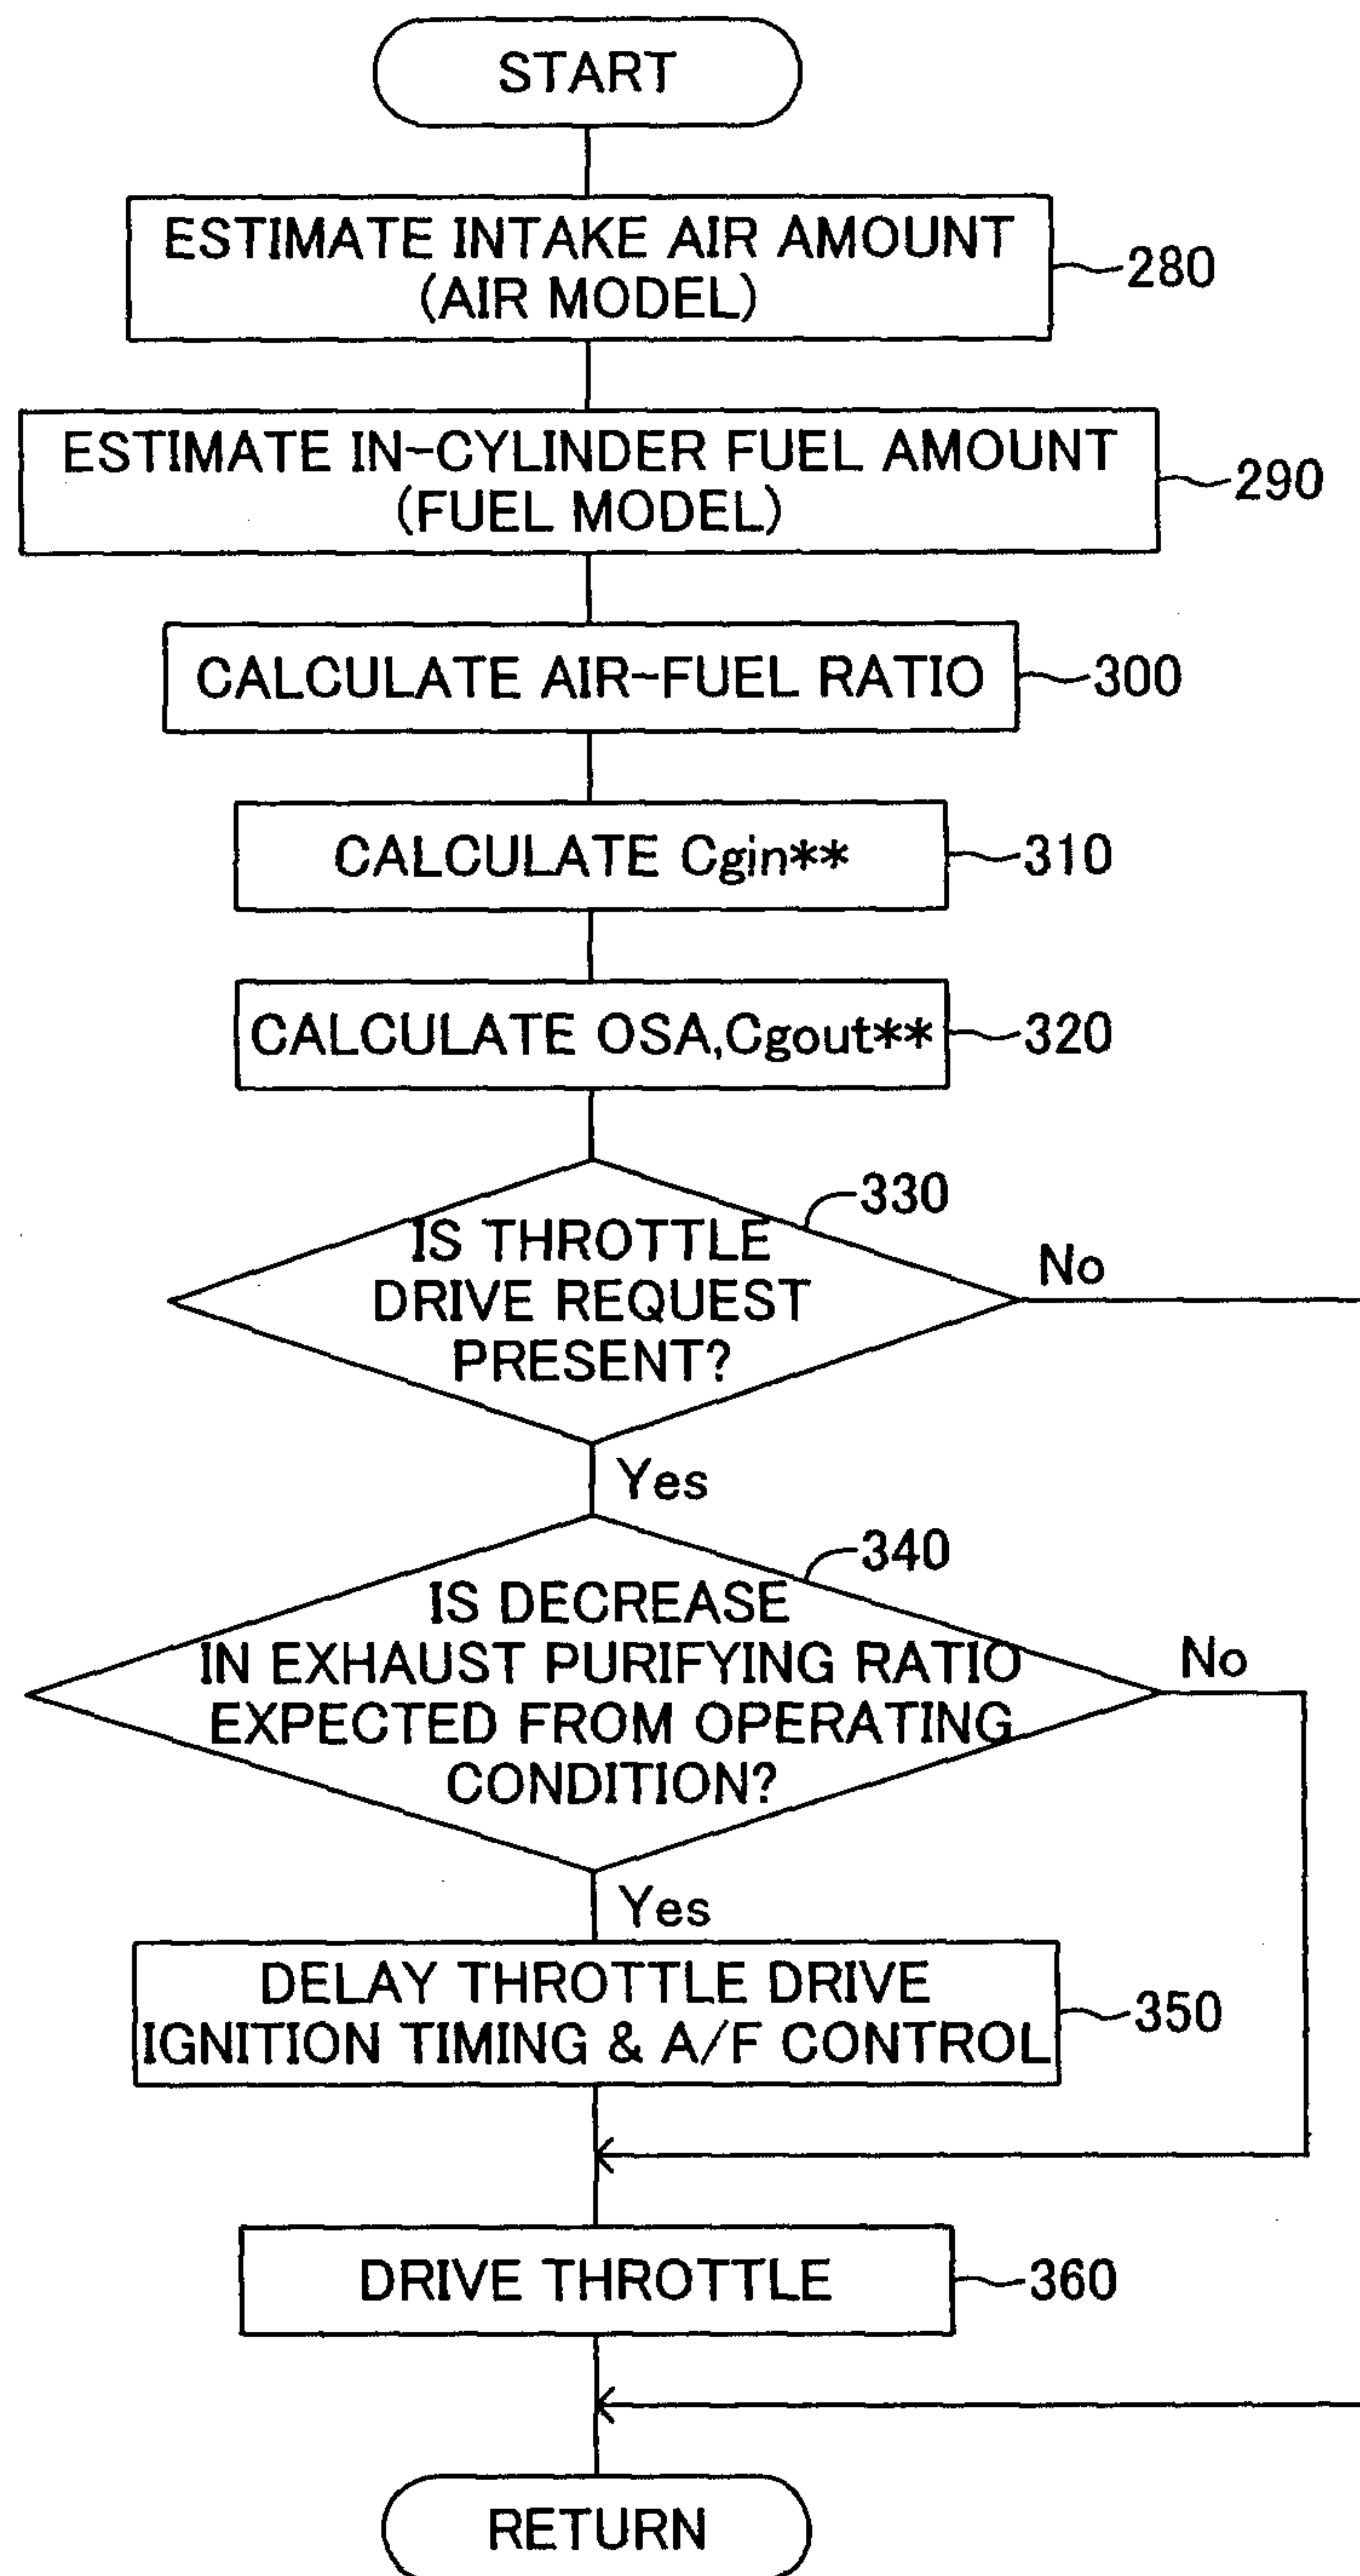 START
ESTIMATE INTAKE AIR AMOUNT
(AIR MODEL)
280
ESTIMATE IN-CYLINDER FUEL AMOUNT
(FUEL MODEL)
290
CALCULATE AIR-FUEL RATIO
300
CALCULATE Cgin**
310
CALCULATE OSA,Cgout**
320
330
IS THROTTLE
DRIVE REQUEST
PRESENT?
No
Yes
340
IS DECREASE
IN EXHAUST PURIFYING RATIO
EXPECTED FROM OPERATING
CONDITION?
No
Yes
DELAY THROTTLE DRIVE
IGNITION TIMING & A/F CONTROL
350
DRIVE THROTTLE
360
RETURN